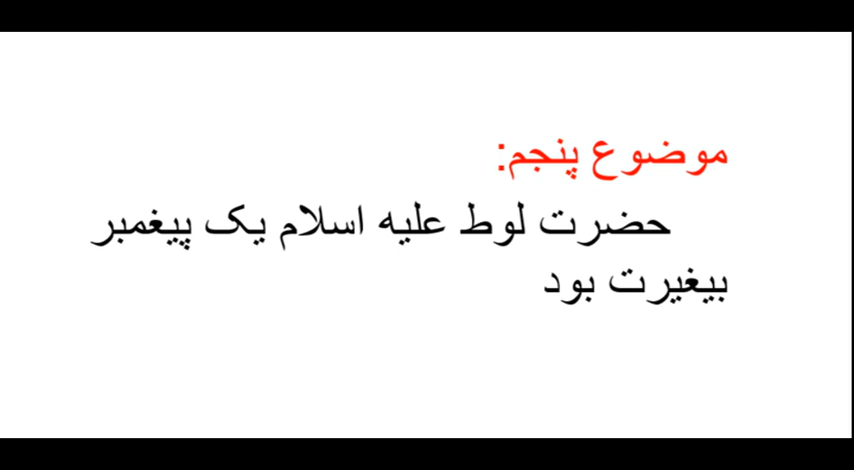 موضوع پنجم:
حضرت لوط علیه اسلام یک پیغمبر
بیغیرت بود